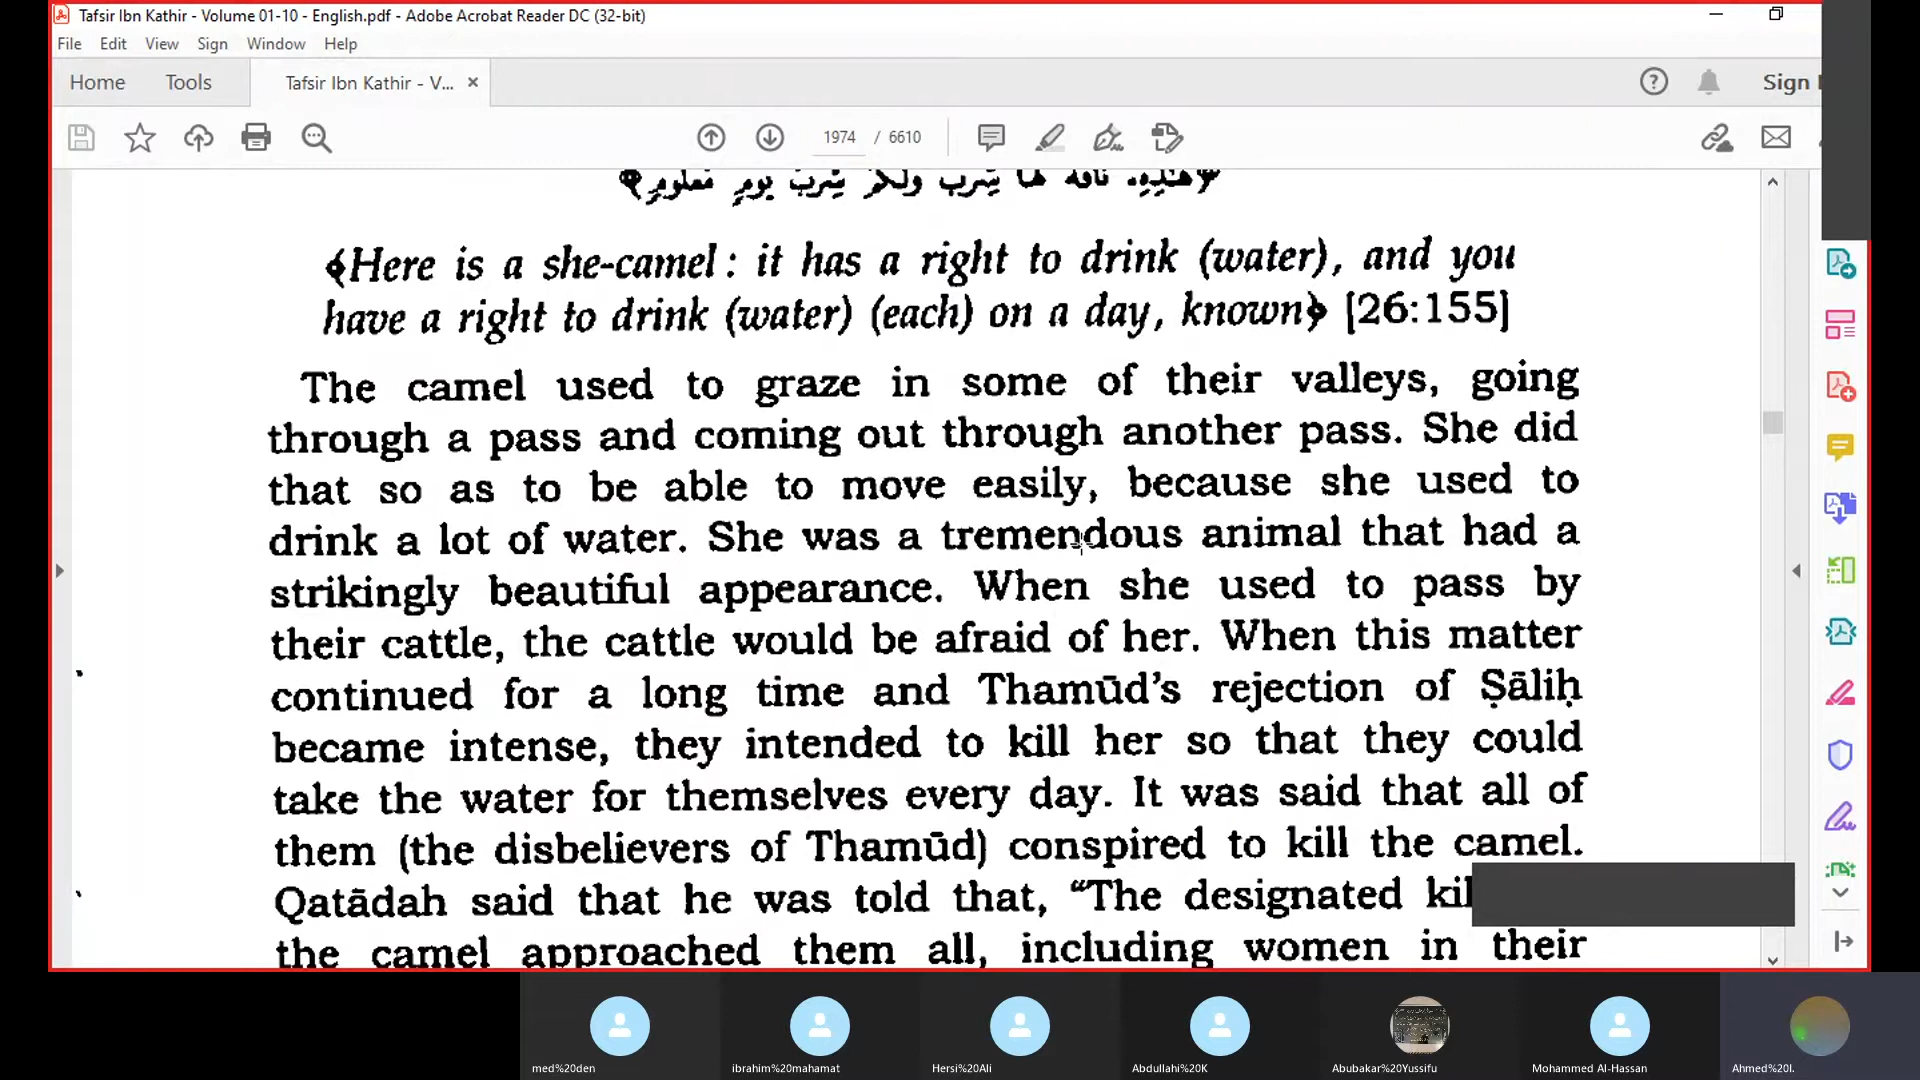 Tafsir Ibn Kathir - Volume 01-10 - English.pdf - Adobe Acrobat Reader DC (32-bit)
File Edit View Sign Window Help
Home Tools Tafsir Ibn Kathir - V... × Sign
1974 / 6610
﴾Here is a she-camel: it has a right to drink (water), and you
have a right to drink (water) (each) on a day, known﴿ [26:155]
The camel used to graze in some of their valleys, going
through a pass and coming out through another pass. She did
that so as to be able to move easily, because she used to
drink a lot of water. She was a tremendous animal that had a
strikingly beautiful appearance. When she used to pass by
their cattle, the cattle would be afraid of her. When this matter
continued for a long time and Thamūd's rejection of Ṣāliḥ
became intense, they intended to kill her so that they could
take the water for themselves every day. It was said that all of
them (the disbelievers of Thamūd) conspired to kill the camel.
Qatādah said that he was told that, “The designated
the camel approached them all, including women in their
med%20den ibrahim%20mahamat Hersi%20Ali Abdullahi%20K Abubakar%20Yussifu Mohammed Al-Hassan Ahmed%20I.